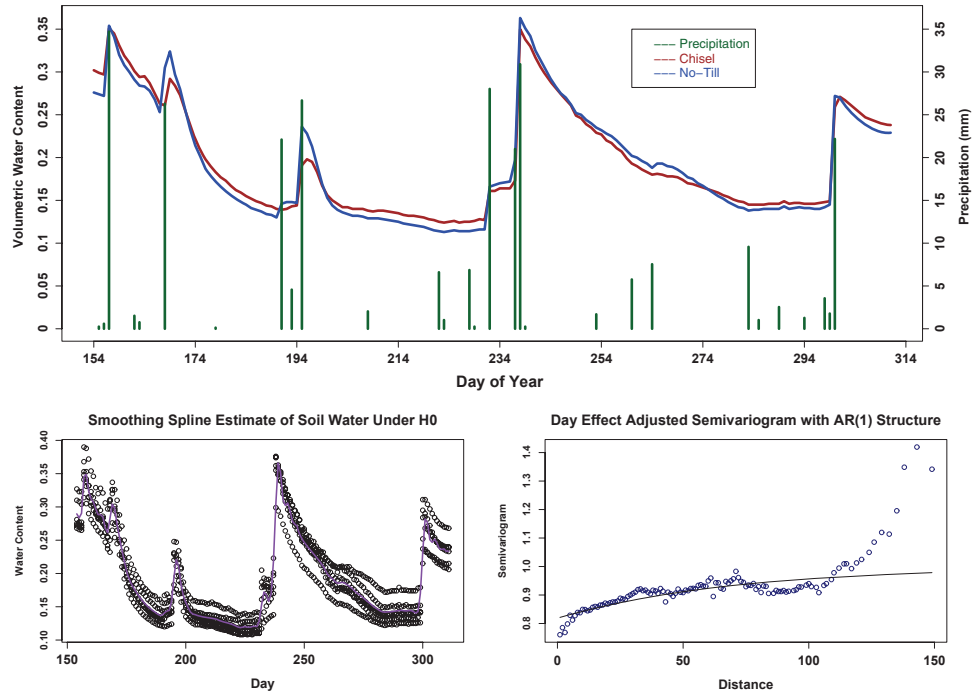 Volumetric Water Content
0.35
0.3
0.25
0.2
0.15
0.1
0.05
0
Precipitation
Chisel
No-Till
35
30
25
20
15
10
5
0
Precipitation (mm)
154 174 194 214 234 254 274 294 314
Day of Year
Smoothing Spline Estimate of Soil Water Under H0
Water Content
0.40
0.35
0.30
0.25
0.20
0.15
0.10
150 200 250 300
Day
Day Effect Adjusted Semivariogram with AR(1) Structure
Semivariogram
1.4
1.3
1.2
1.1
1.0
0.9
0.8
0 50 100 150
Distance